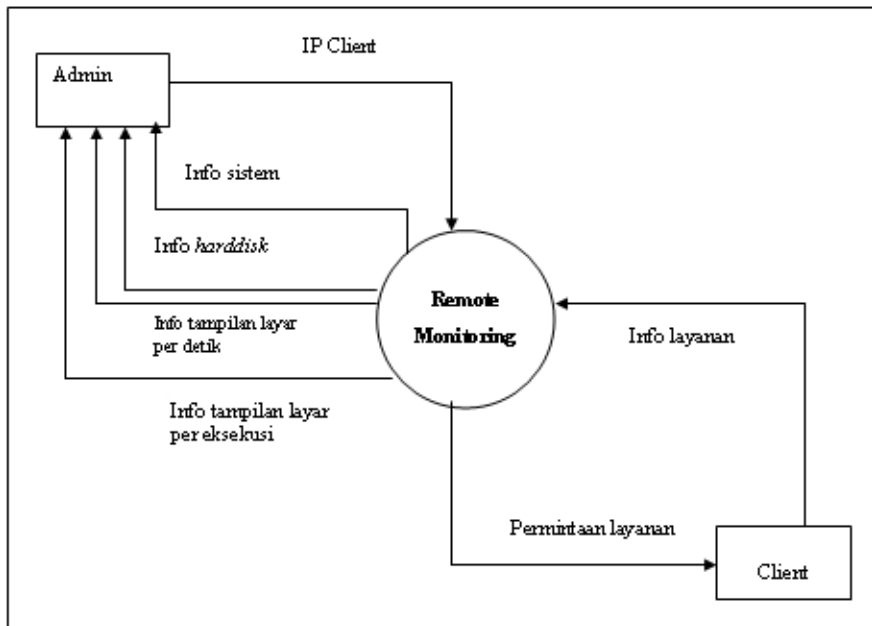 IP Client
Admin
Info sistem
Info harddisk
Remote
Monitoring
Info tampilan layar
per detik
Info layanan
Info tampilan layar
per eksekusi
Permintaan layanan
Client